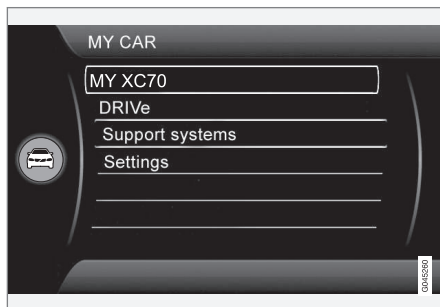 MY CAR
MY XC70
DRIVe
Support systems
Settings
G045260